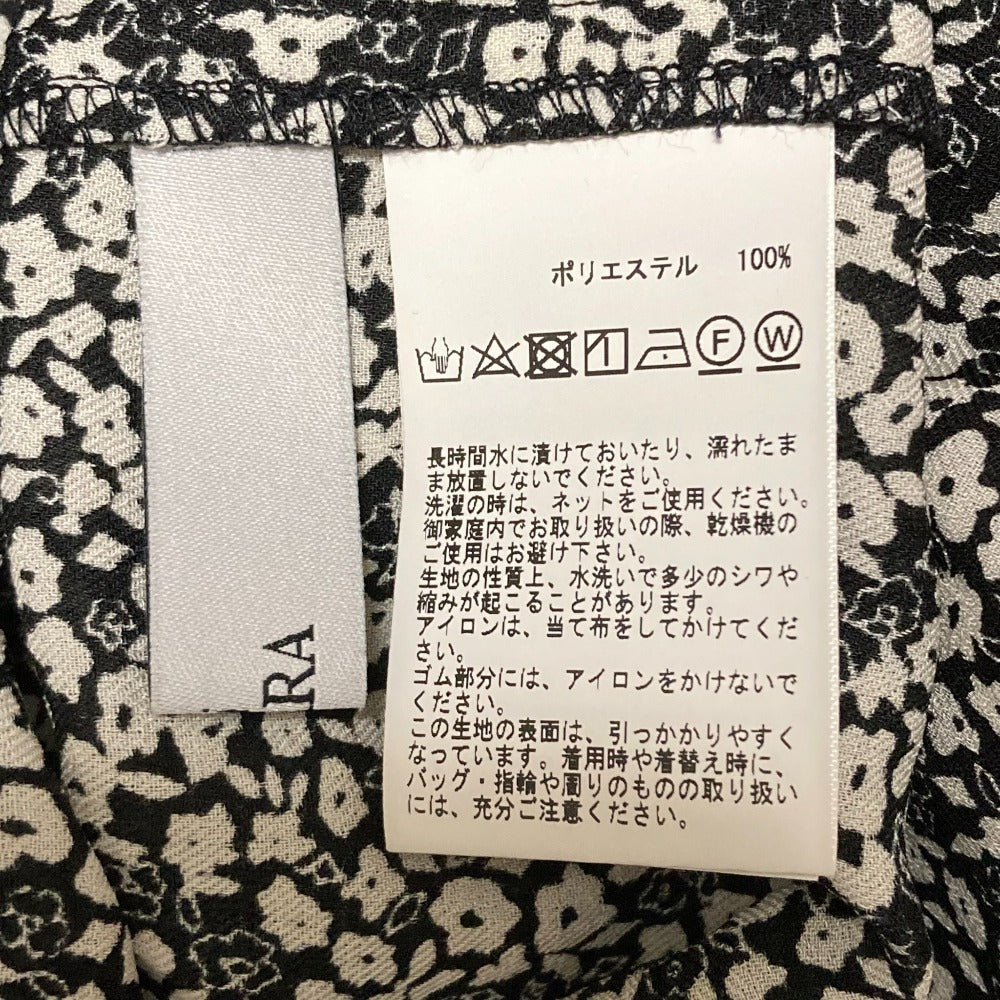 ポリエステル 100%
F W
長時間水に漬けておいたり、濡れたま
ま放置しないでください。
洗濯の時は、ネットをご使用ください。
御家庭内でお取り扱いの際、乾燥機の
ご使用はお避け下さい。
生地の性質上、水洗いで多少のシワや
縮みが起こることがあります。
アイロンは、当て布をしてかけてくだ
さい。
ゴム部分には、アイロンをかけないで
ください。
この生地の表面は、引っかかりやすく
なっています。着用時や着替え時に、
バッグ・指輪や周りのものの取り扱い
には、充分ご注意ください。
RA